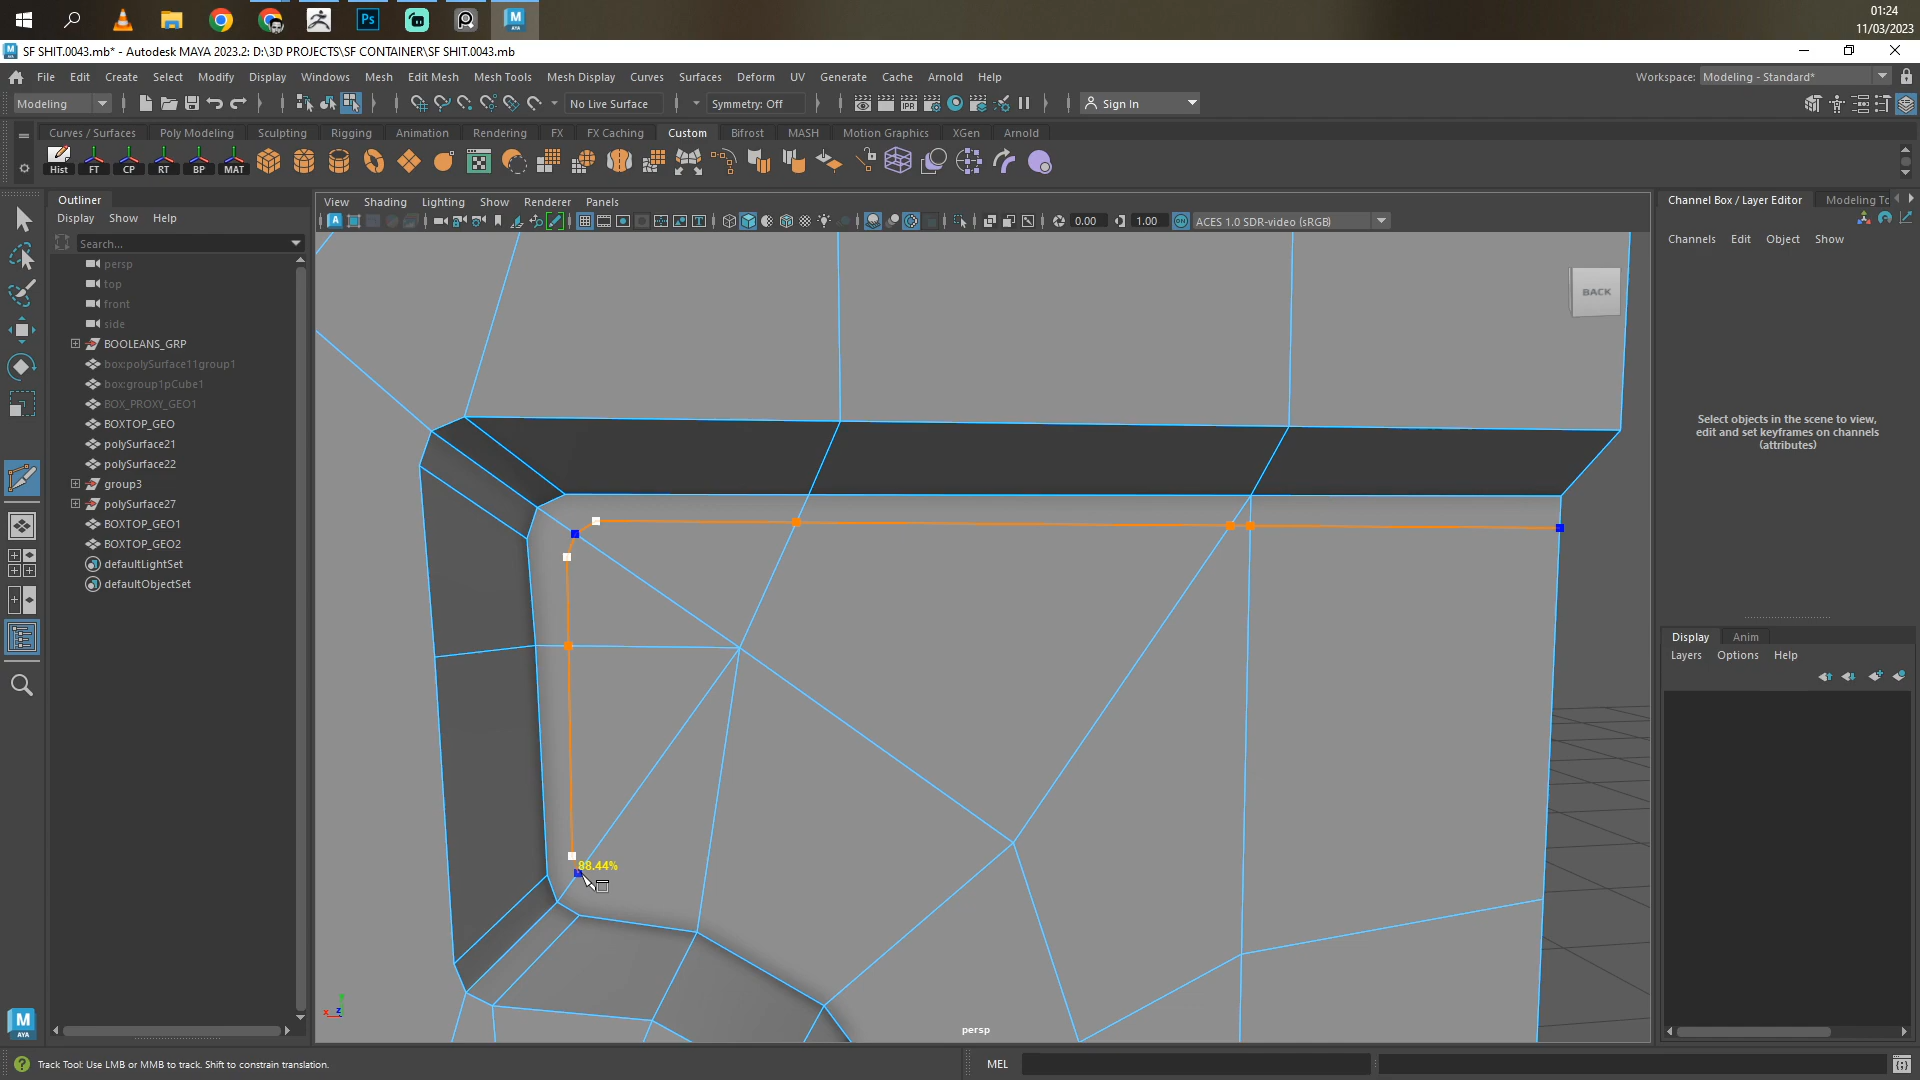 01:24
11/03/2023
SF SHIT.0043.mb* - Autodesk MAYA 2023.2: D:\3D PROJECTS\SF CONTAINER\SF SHIT.0043.mb
File Edit Create Select Modify Display Windows Mesh Edit Mesh Mesh Tools Mesh Display Curves Surfaces Deform UV Generate Cache Arnold Help
Workspace: Modeling - Standard*
Modeling No Live Surface Symmetry: Off IPR Sign In
Curves / Surfaces Poly Modeling Sculpting Rigging Animation Rendering FX FX Caching Custom Bifrost MASH Motion Graphics XGen Arnold
Hist FT CP RT BP MAT
Outliner
Display Show Help
Search...
persp
top
front
side
BOOLEANS_GRP
box:polySurface11group1
box:group1pCube1
BOX_PROXY_GEO1
BOXTOP_GEO
polySurface21
polySurface22
group3
polySurface27
BOXTOP_GEO1
BOXTOP_GEO2
defaultLightSet
defaultObjectSet
View Shading Lighting Show Renderer Panels
0.00 1.00 ON ACES 1.0 SDR-video (sRGB)
BACK
88.44%
persp
Channel Box / Layer Editor Modeling To
Channels Edit Object Show
Select objects in the scene to view,
edit and set keyframes on channels
(attributes)
Display Anim
Layers Options Help
M
AYA
Track Tool: Use LMB or MMB to track. Shift to constrain translation.
MEL